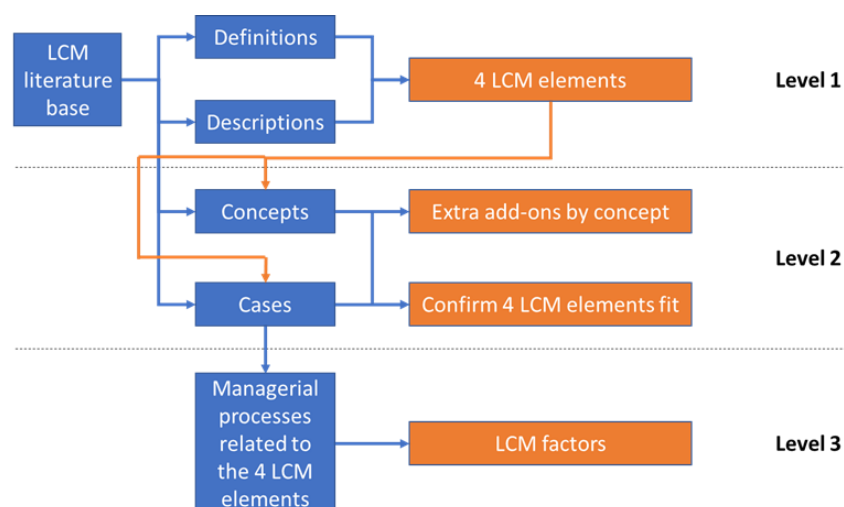 Definitions
LCM
literature
base
4 LCM elements
Level 1
Descriptions
Concepts
Extra add-ons by concept
Level 2
Cases
Confirm 4 LCM elements fit
Managerial
processes
related to
the 4 LCM
elements
LCM factors
Level 3